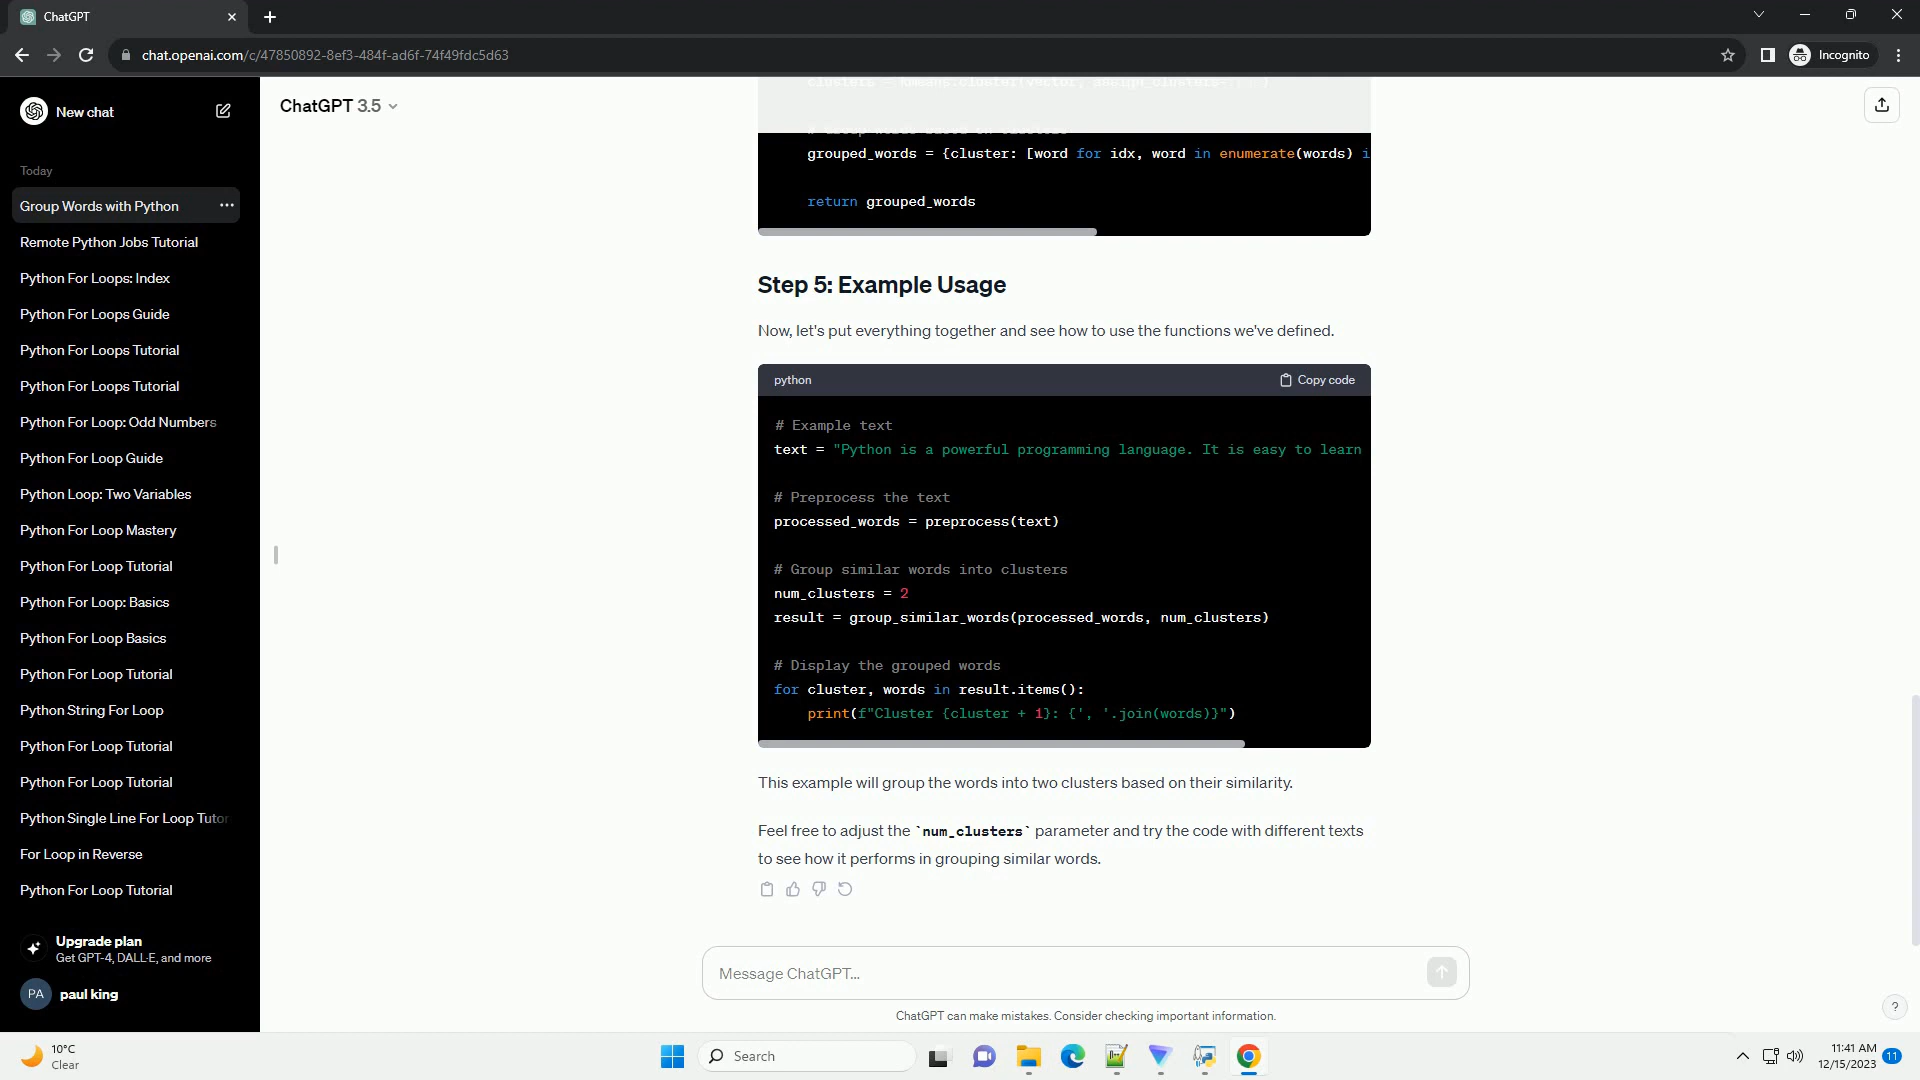 ChatGPT
chat.openai.com/c/47850892-8ef3-484f-ad6f-74f49fdc5d63
Incognito
New chat
Today
Group Words with Python
Remote Python Jobs Tutorial
Python For Loops: Index
Python For Loops Guide
Python For Loops Tutorial
Python For Loops Tutorial
Python For Loop: Odd Numbers
Python For Loop Guide
Python Loop: Two Variables
Python For Loop Mastery
Python For Loop Tutorial
Python For Loop: Basics
Python For Loop Basics
Python For Loop Tutorial
Python String For Loop
Python For Loop Tutorial
Python For Loop Tutorial
Python Single Line For Loop Tutor
For Loop in Reverse
Python For Loop Tutorial
Upgrade plan
Get GPT-4, DALL·E, and more
PA
paul king
ChatGPT 3.5
grouped_words = {cluster: [word for idx, word in enumerate(words) i
return grouped_words
Step 5: Example Usage
Now, let's put everything together and see how to use the functions we've defined.
python
Copy code
# Example text
text = "Python is a powerful programming language. It is easy to learn
# Preprocess the text
processed_words = preprocess(text)
# Group similar words into clusters
num_clusters = 2
result = group_similar_words(processed_words, num_clusters)
# Display the grouped words
for cluster, words in result.items():
print(f"Cluster {cluster + 1}: {', '.join(words)}")
This example will group the words into two clusters based on their similarity.
Feel free to adjust the `num_clusters` parameter and try the code with different texts
to see how it performs in grouping similar words.
Message ChatGPT...
ChatGPT can make mistakes. Consider checking important information.
?
10°C
Clear
Search
11:41 AM
12/15/2023
11